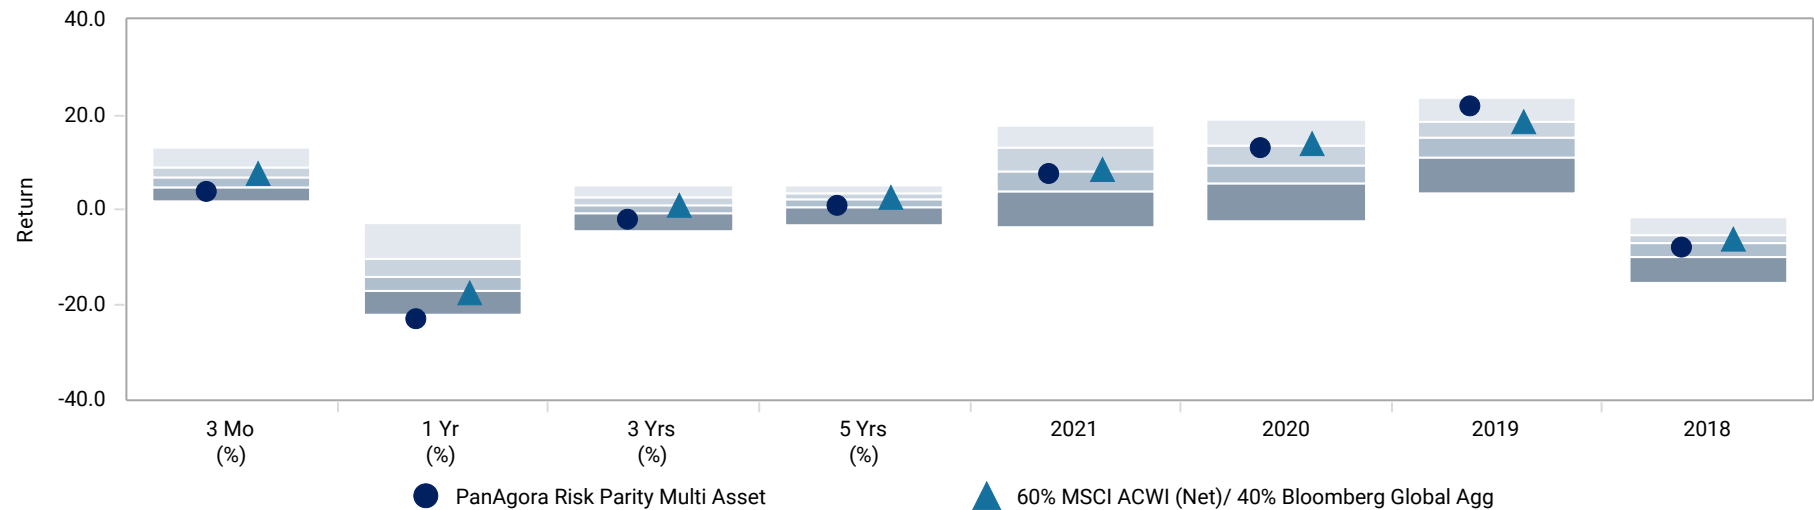 40.0
20.0
0.0
-20.0
-40.0
Return
3 Mo (%)
1 Yr (%)
3 Yrs (%)
5 Yrs (%)
2021
2020
2019
2018
PanAgora Risk Parity Multi Asset
60% MSCI ACWI (Net)/ 40% Bloomberg Global Agg